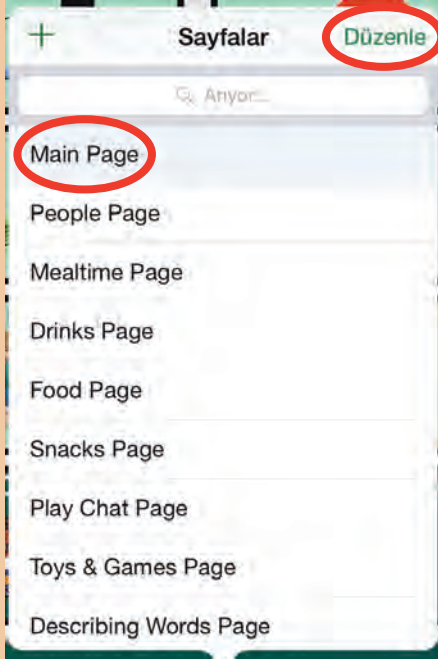 + Sayfalar Düzenle
Arıyor...
Main Page
People Page
Mealtime Page
Drinks Page
Food Page
Snacks Page
Play Chat Page
Toys & Games Page
Describing Words Page